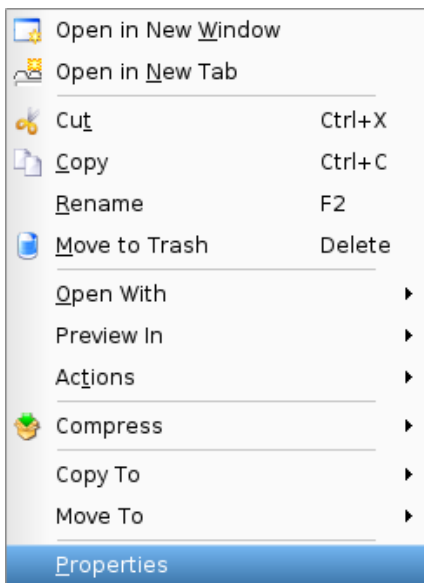 Open in New Window
Open in New Tab
Cut Ctrl+X
Copy Ctrl+C
Rename F2
Move to Trash Delete
Open With
Preview In
Actions
Compress
Copy To
Move To
Properties